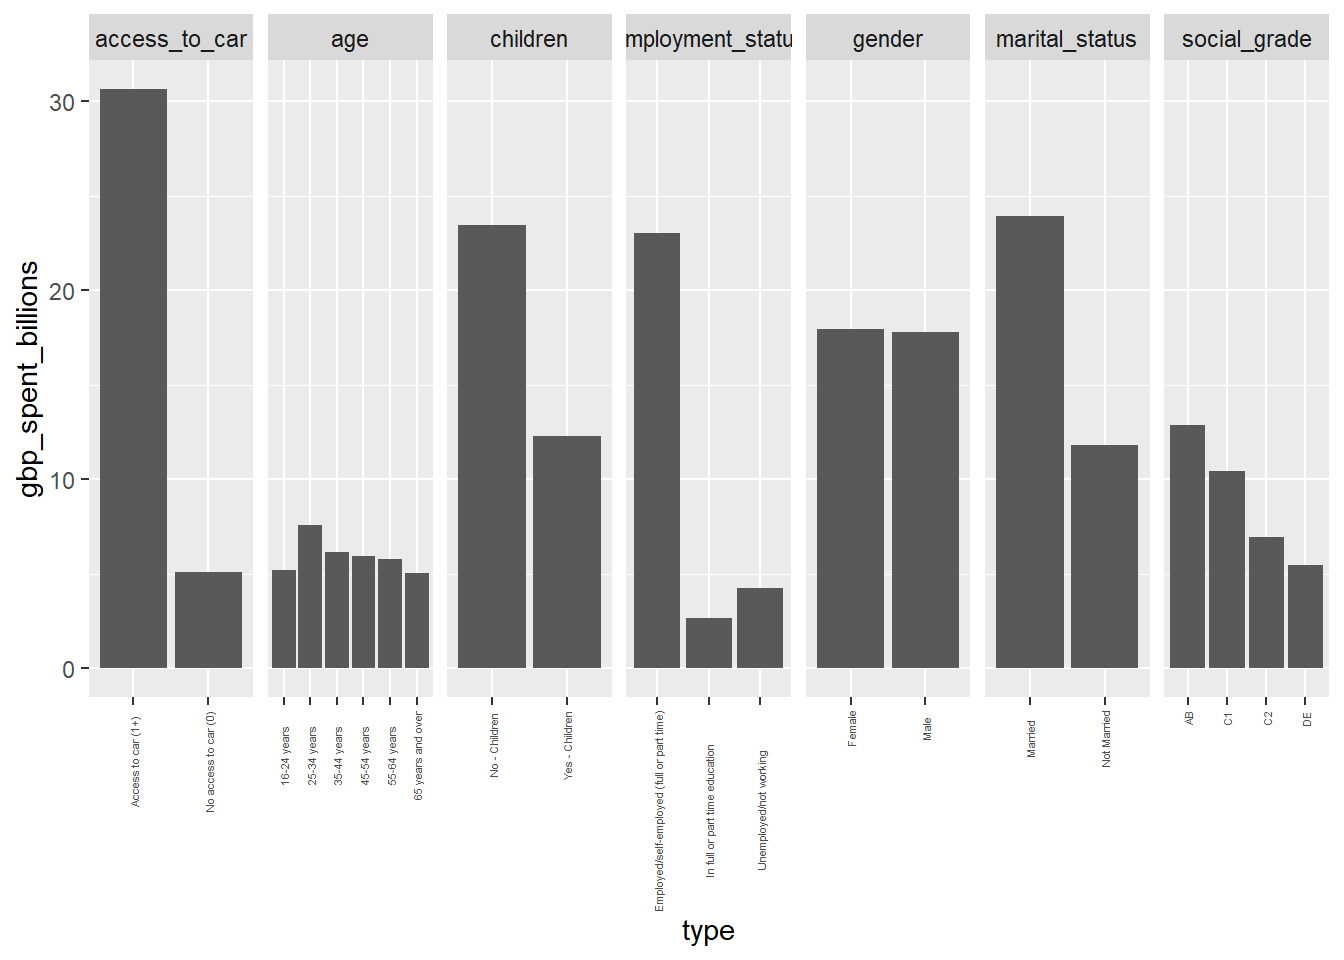 access_to_car
age
children
mployment_statu
gender
marital_status
social_grade
gbp_spent_billions
30
20
10
0
Access to car (1+)
No access to car (0)
16-24 years
25-34 years
35-44 years
45-54 years
55-64 years
65 years and over
No - Children
Yes - Children
Employed/self-employed (full or part time)
In full or part time education
Unemployed/not working
Female
Male
Married
Not Married
AB
C1
C2
DE
type